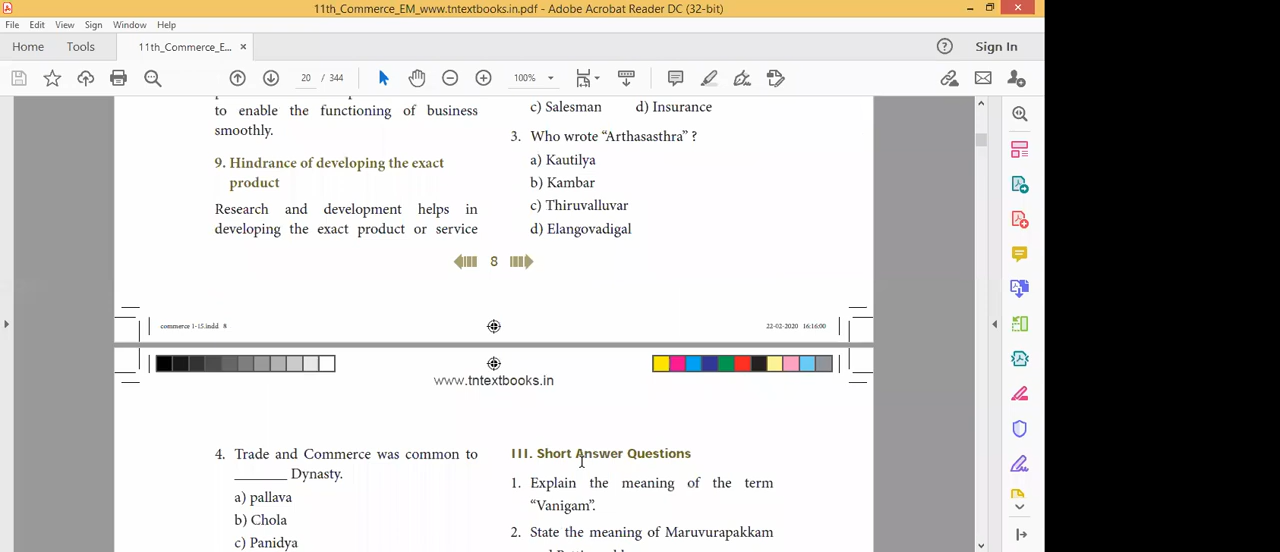 11th_Commerce_EM_www.tntextbooks.in.pdf - Adobe Acrobat Reader DC (32-bit)
File Edit View Sign Window Help
Home Tools 11th_Commerce_E... × Sign In
20 / 344 100%
to enable the functioning of business
smoothly.
9. Hindrance of developing the exact
product
Research and development helps in
developing the exact product or service
c) Salesman d) Insurance
3. Who wrote “Arthasasthra” ?
a) Kautilya
b) Kambar
c) Thiruvalluvar
d) Elangovadigal
8
commerce 1-15.indd 8 22-02-2020 16:16:00
www.tntextbooks.in
4. Trade and Commerce was common to
_______ Dynasty.
a) pallava
b) Chola
c) Panidya
III. Short Answer Questions
1. Explain the meaning of the term
“Vanigam”.
2. State the meaning of Maruvurapakkam